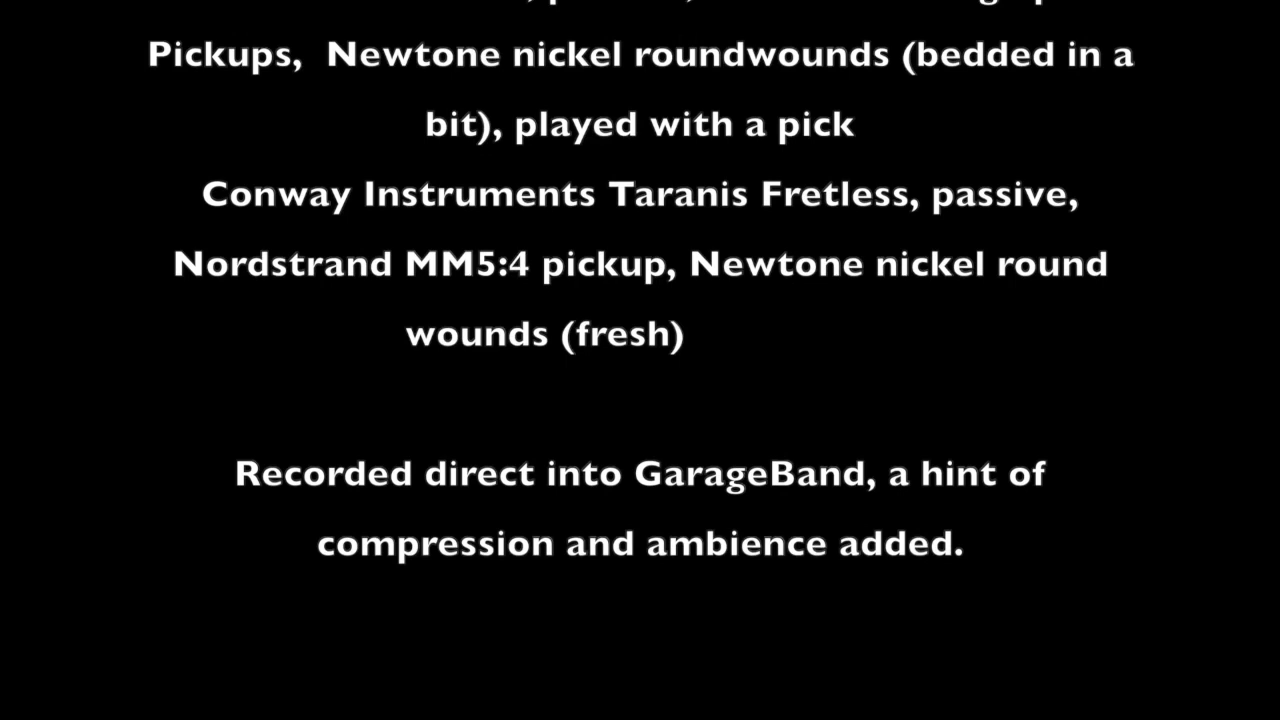 Pickups,  Newtone nickel roundwounds (bedded in a
bit), played with a pick
Conway Instruments Taranis Fretless, passive,
Nordstrand MM5:4 pickup, Newtone nickel round
wounds (fresh)
Recorded direct into GarageBand, a hint of
compression and ambience added.